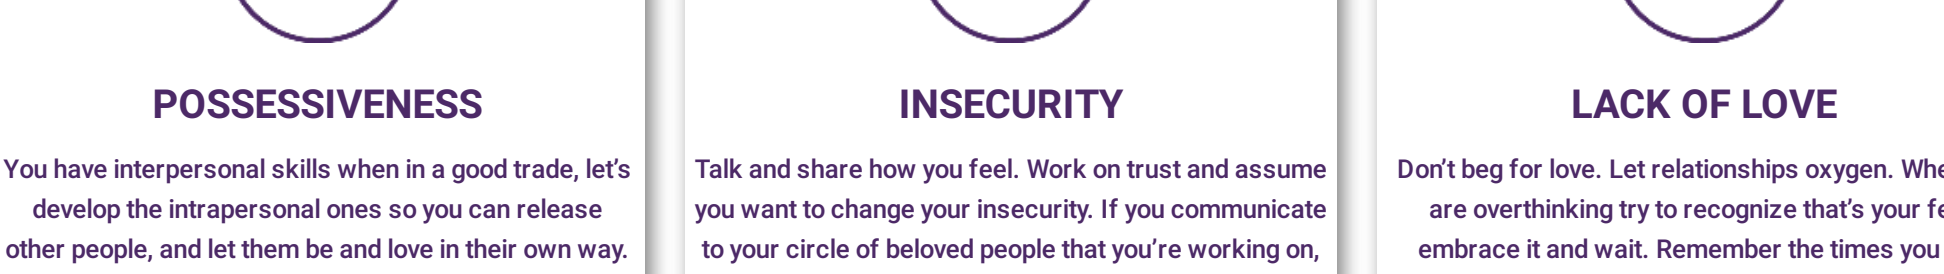 POSSESSIVENESS
You have interpersonal skills when in a good trade, let's
develop the intrapersonal ones so you can release
other people, and let them be and love in their own way.
INSECURITY
Talk and share how you feel. Work on trust and assume
you want to change your insecurity. If you communicate
to your circle of beloved people that you're working on,
LACK OF LOVE
Don't beg for love. Let relationships oxygen.
are overthinking try to recognize that's your
embrace it and wait. Remember the times you